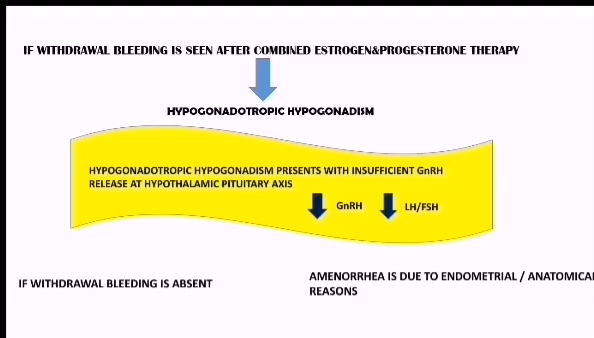 IF WITHDRAWAL BLEEDING IS SEEN AFTER COMBINED ESTROGEN&PROGESTERONE THERAPY
HYPOGONADOTROPIC HYPOGONADISM
HYPOGONADOTROPIC HYPOGONADISM PRESENTS WITH INSUFFICIENT GnRH
RELEASE AT HYPOTHALAMIC PITUITARY AXIS
GnRH
LH/FSH
IF WITHDRAWAL BLEEDING IS ABSENT
AMENORRHEA IS DUE TO ENDOMETRIAL / ANATOMICAL
REASONS